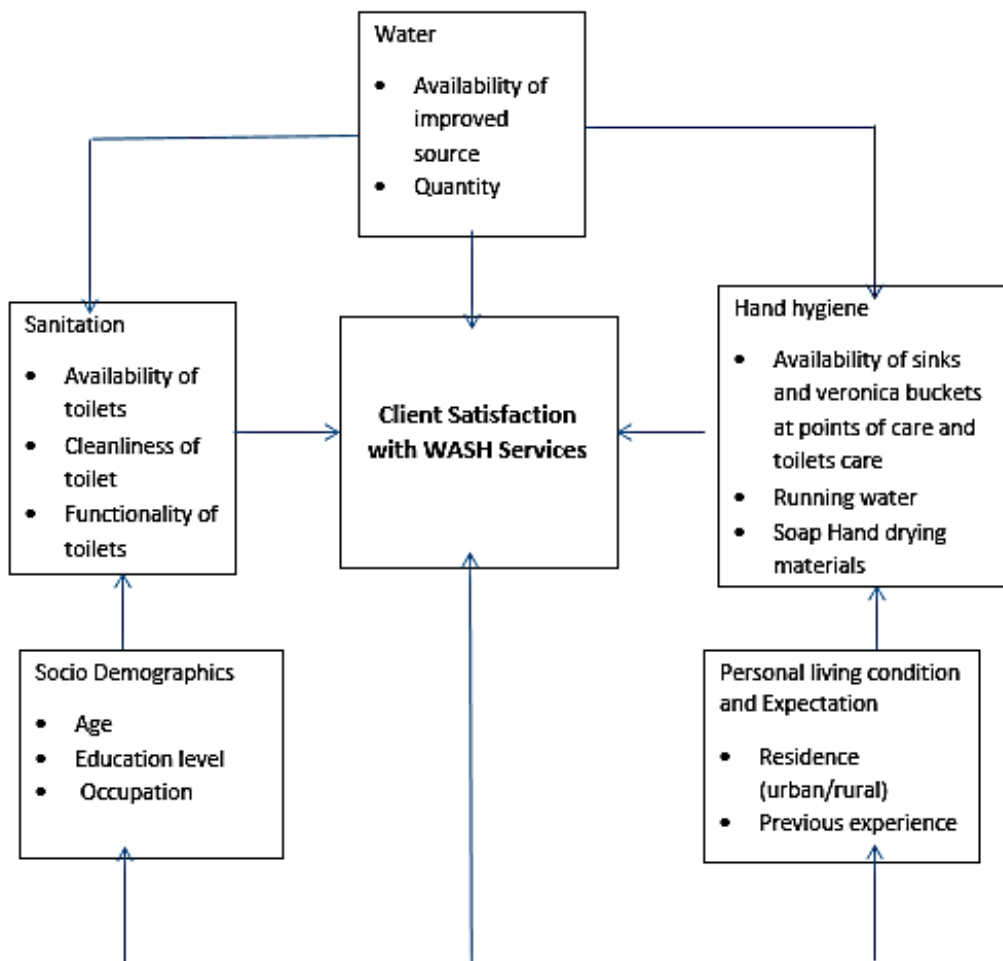 Water
• Availability of
improved
source
• Quantity
Sanitation
• Availability of
toilets
• Cleanliness of
toilet
• Functionality of
toilets
Client Satisfaction
with WASH Services
Hand hygiene
• Availability of sinks
and veronica buckets
at points of care and
toilets care
• Running water
• Soap Hand drying
materials
Socio Demographics
• Age
• Education level
• Occupation
Personal living condition
and Expectation
• Residence
(urban/rural)
• Previous experience